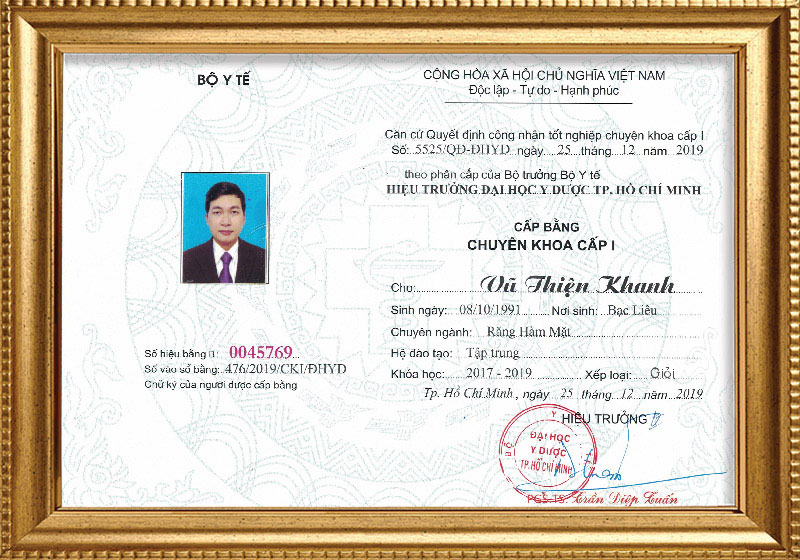 BỘ Y TẾ
CỘNG HÒA XÃ HỘI CHỦ NGHĨA VIỆT NAM
Độc lập - Tự do - Hạnh phúc
Căn cứ Quyết định công nhận tốt nghiệp chuyên khoa cấp I
Số: 5525/QĐ-ĐHYD ngày 25 tháng 12 năm 2019
theo phân cấp của Bộ trưởng Bộ Y tế
HIỆU TRƯỞNG ĐẠI HỌC Y DƯỢC TP. HỒ CHÍ MINH
CẤP BẰNG
CHUYÊN KHOA CẤP I
Cho: Vũ Thiện Khanh
Sinh ngày: 08/10/1991 Nơi sinh: Bạc Liêu
Chuyên ngành: Răng Hàm Mặt
Hệ đào tạo: Tập trung
Khóa học: 2017 - 2019 Xếp loại: Giỏi
Tp. Hồ Chí Minh, ngày 25 tháng 12 năm 2019
HIỆU TRƯỞNG
Số hiệu bằng 0045769
Số vào sổ bằng: 476/2019/CKI/ĐHYD
Chữ ký của người được cấp bằng
BỘ Y
ĐẠI HỌC
Y DƯỢC
TP. HỒ CHÍ MINH
PGS.TS. Trần Diệp Tuấn